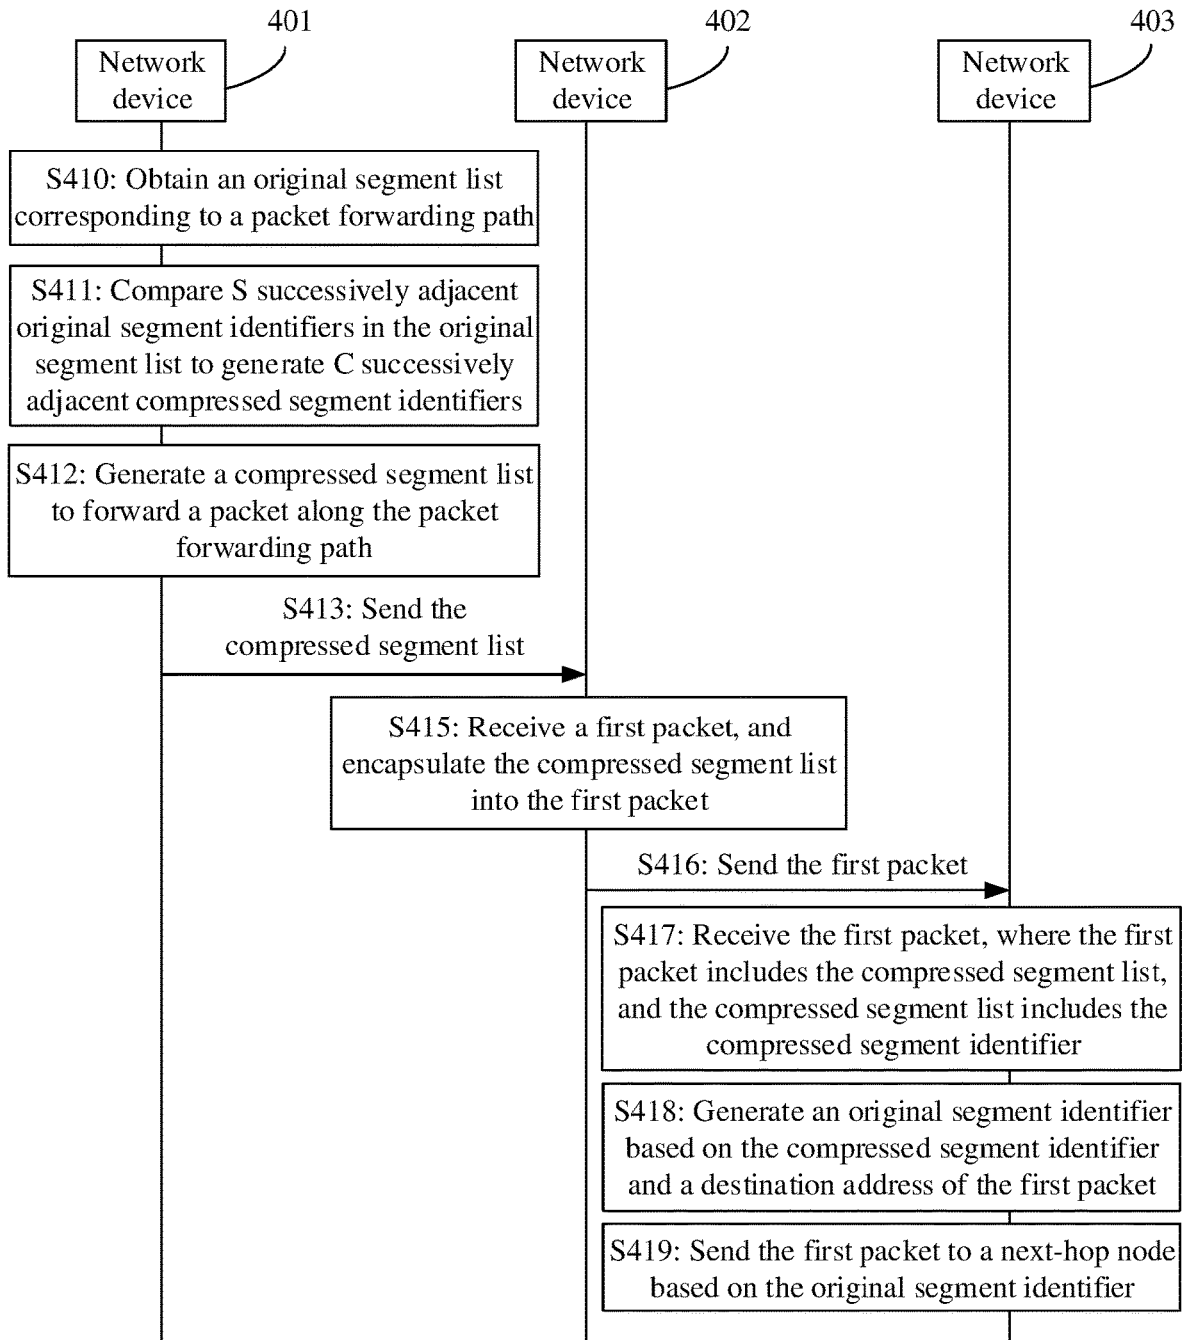 401
402
403
Network
device
Network
device
Network
device
S410: Obtain an original segment list
corresponding to a packet forwarding path
S411: Compare S successively adjacent
original segment identifiers in the original
segment list to generate C successively
adjacent compressed segment identifiers
S412: Generate a compressed segment list
to forward a packet along the packet
forwarding path
S413: Send the
compressed segment list
S415: Receive a first packet, and
encapsulate the compressed segment list
into the first packet
S416: Send the first packet
S417: Receive the first packet, where the first
packet includes the compressed segment list,
and the compressed segment list includes the
compressed segment identifier
S418: Generate an original segment identifier
based on the compressed segment identifier
and a destination address of the first packet
S419: Send the first packet to a next-hop node
based on the original segment identifier